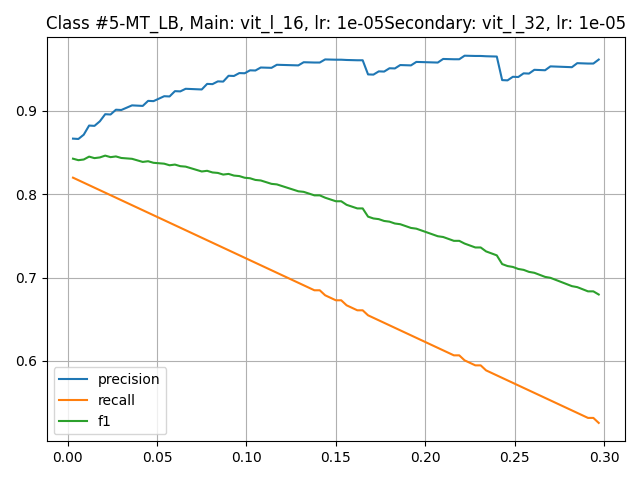 Class #5-MT_LB, Main: vit_l_16, lr: 1e-05Secondary: vit_l_32, lr: 1e-05
0.9
0.8
0.7
0.6
precision
recall
f1
0.00 0.05 0.10 0.15 0.20 0.25 0.30